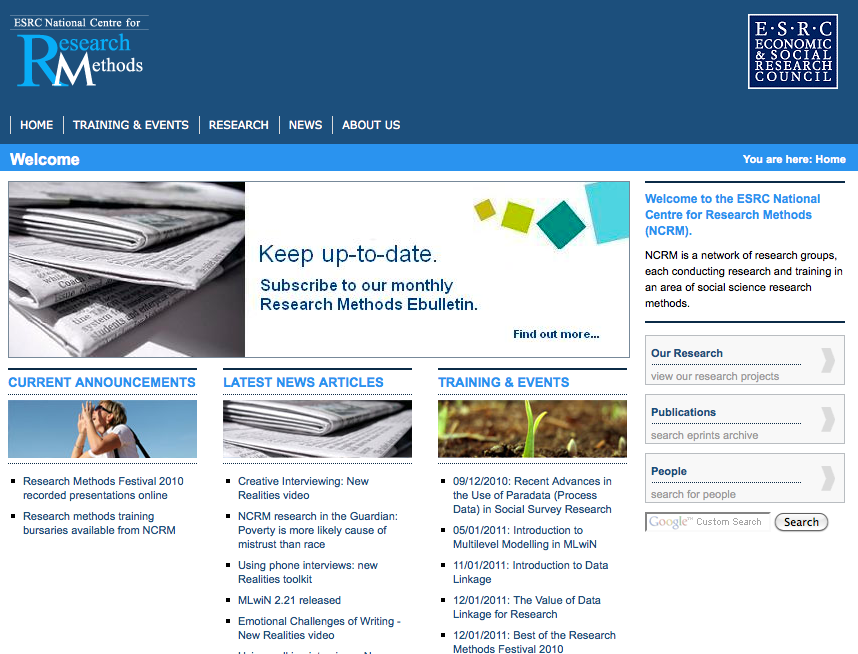 ESRC National Centre for
Research
Methods
E·S·R·C
ECONOMIC
& SOCIAL
RESEARCH
COUNCIL
HOME
TRAINING & EVENTS
RESEARCH
NEWS
ABOUT US
Welcome
You are here: Home
Keep up-to-date.
Subscribe to our monthly
Research Methods Ebulletin.
Find out more...
Welcome to the ESRC National
Centre for Research Methods
(NCRM).
NCRM is a network of research groups,
each conducting research and training in
an area of social science research
methods.
Our Research
view our research projects
Publications
search eprints archive
People
search for people
Google™ Custom Search
Search
CURRENT ANNOUNCEMENTS
Research Methods Festival 2010
recorded presentations online
Research methods training
bursaries available from NCRM
LATEST NEWS ARTICLES
Creative Interviewing: New
Realities video
NCRM research in the Guardian:
Poverty is more likely cause of
mistrust than race
Using phone interviews: new
Realities toolkit
MLwiN 2.21 released
Emotional Challenges of Writing -
New Realities video
TRAINING & EVENTS
09/12/2010: Recent Advances in
the Use of Paradata (Process
Data) in Social Survey Research
05/01/2011: Introduction to
Multilevel Modelling in MLwiN
11/01/2011: Introduction to Data
Linkage
12/01/2011: The Value of Data
Linkage for Research
12/01/2011: Best of the Research
Methods Festival 2010